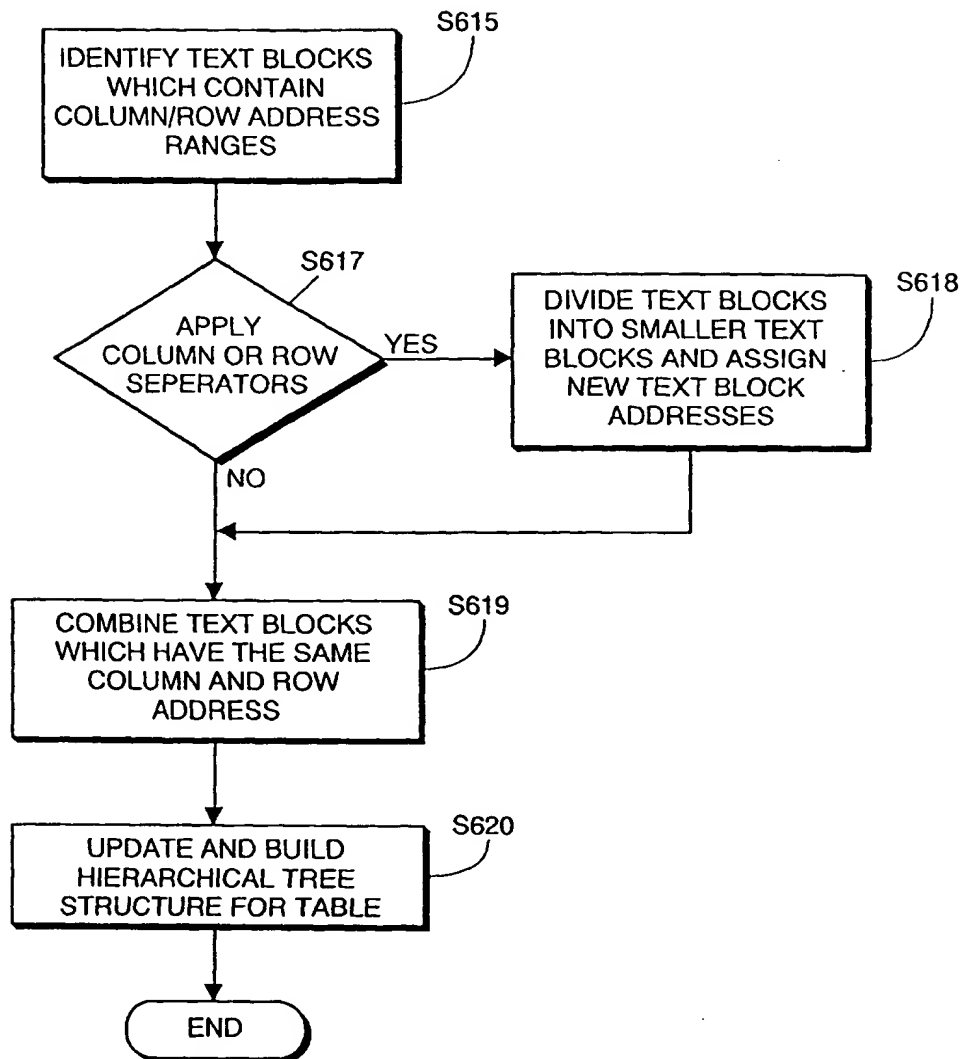 S615
IDENTIFY TEXT BLOCKS
WHICH CONTAIN
COLUMN/ROW ADDRESS
RANGES
S617
APPLY
COLUMN OR ROW
SEPERATORS
YES
S618
DIVIDE TEXT BLOCKS
INTO SMALLER TEXT
BLOCKS AND ASSIGN
NEW TEXT BLOCK
ADDRESSES
NO
S619
COMBINE TEXT BLOCKS
WHICH HAVE THE SAME
COLUMN AND ROW
ADDRESS
S620
UPDATE AND BUILD
HIERARCHICAL TREE
STRUCTURE FOR TABLE
END